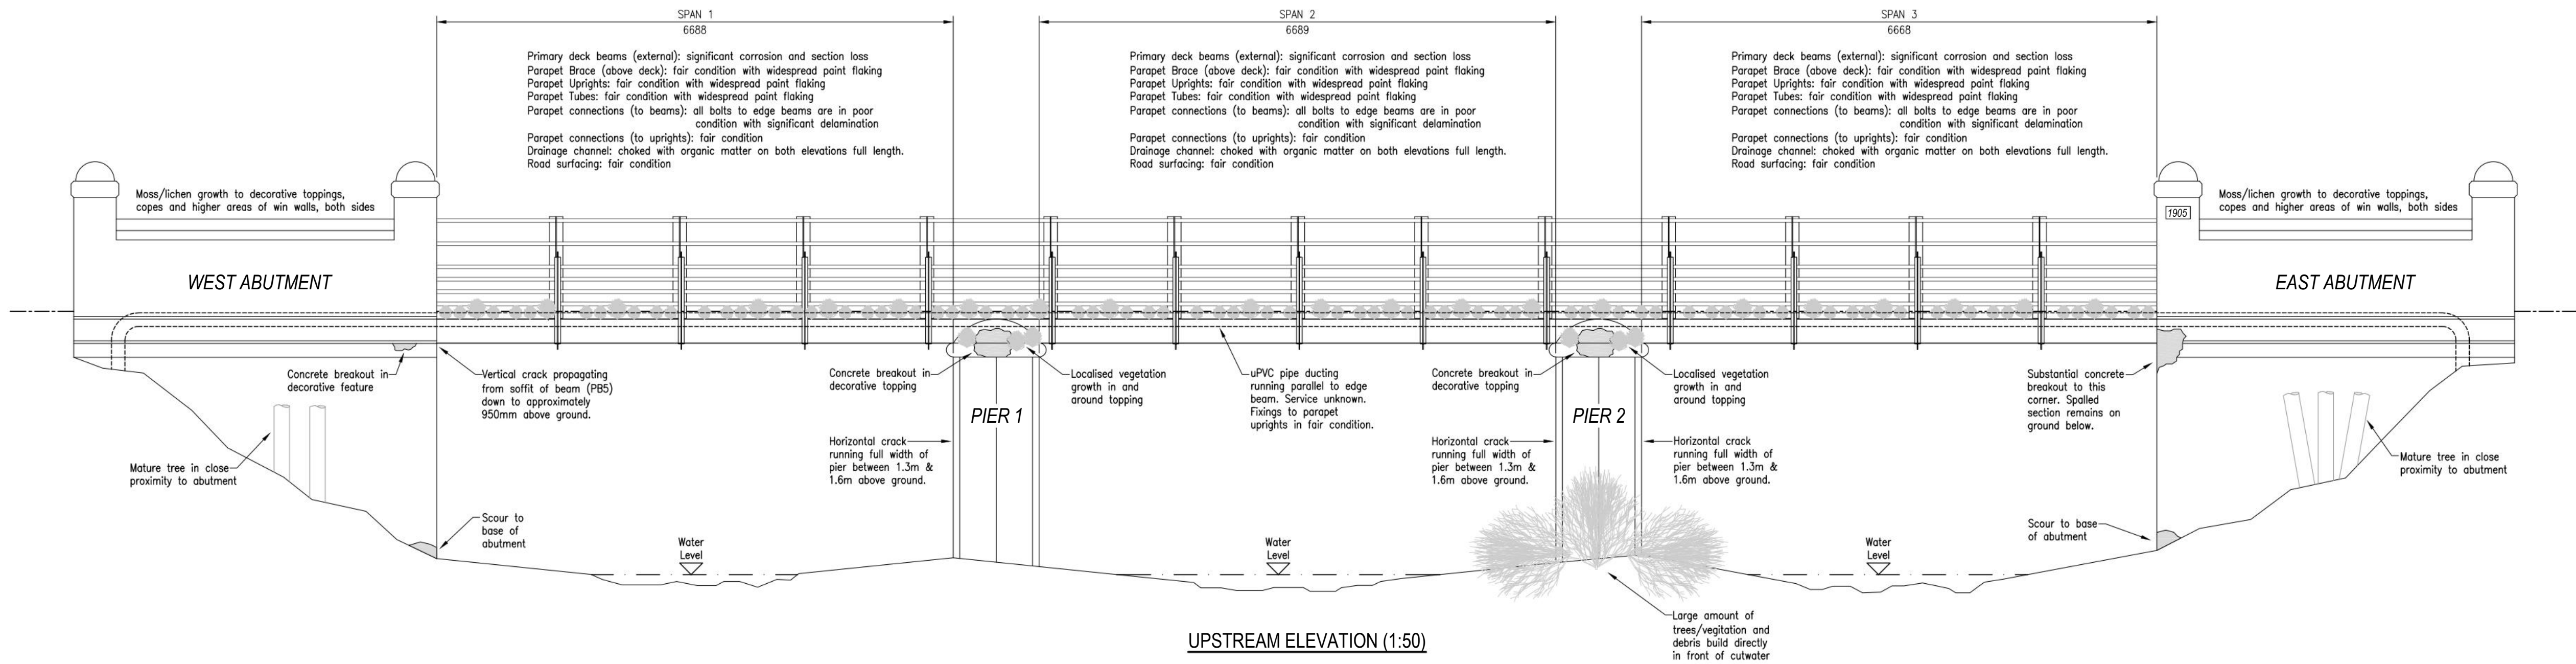 SPAN 1
6688
SPAN 2
6689
SPAN 3
6668
Primary deck beams (external): significant corrosion and section loss
Parapet Brace (above deck): fair condition with widespread paint flaking
Parapet Uprights: fair condition with widespread paint flaking
Parapet Tubes: fair condition with widespread paint flaking
Parapet connections (to beams): all bolts to edge beams are in poor
condition with significant delamination
Parapet connections (to uprights): fair condition
Drainage channel: choked with organic matter on both elevations full length.
Road surfacing: fair condition
Primary deck beams (external): significant corrosion and section loss
Parapet Brace (above deck): fair condition with widespread paint flaking
Parapet Uprights: fair condition with widespread paint flaking
Parapet Tubes: fair condition with widespread paint flaking
Parapet connections (to beams): all bolts to edge beams are in poor
condition with significant delamination
Parapet connections (to uprights): fair condition
Drainage channel: choked with organic matter on both elevations full length.
Road surfacing: fair condition
Primary deck beams (external): significant corrosion and section loss
Parapet Brace (above deck): fair condition with widespread paint flaking
Parapet Uprights: fair condition with widespread paint flaking
Parapet Tubes: fair condition with widespread paint flaking
Parapet connections (to beams): all bolts to edge beams are in poor
condition with significant delamination
Parapet connections (to uprights): fair condition
Drainage channel: choked with organic matter on both elevations full length.
Road surfacing: fair condition
Moss/lichen growth to decorative toppings,
copes and higher areas of win walls, both sides
Moss/lichen growth to decorative toppings,
copes and higher areas of win walls, both sides
1905
WEST ABUTMENT
EAST ABUTMENT
Concrete breakout in
decorative feature
Vertical crack propagating
from soffit of beam (PB5)
down to approximately
950mm above ground.
Concrete breakout in
decorative topping
Localised vegetation
growth in and
around topping
uPVC pipe ducting
running parallel to edge
beam. Service unknown.
Fixings to parapet
uprights in fair condition.
Concrete breakout in
decorative topping
Localised vegetation
growth in and
around topping
Substantial concrete
breakout to this
corner. Spalled
section remains on
ground below.
PIER 1
PIER 2
Mature tree in close
proximity to abutment
Horizontal crack
running full width of
pier between 1.3m &
1.6m above ground.
Horizontal crack
running full width of
pier between 1.3m &
1.6m above ground.
Horizontal crack
running full width of
pier between 1.3m &
1.6m above ground.
Mature tree in close
proximity to abutment
Scour to
base of
abutment
Water
Level
Water
Level
Water
Level
Scour to base
of abutment
Large amount of
trees/vegitation and
debris build directly
in front of cutwater
UPSTREAM ELEVATION (1:50)